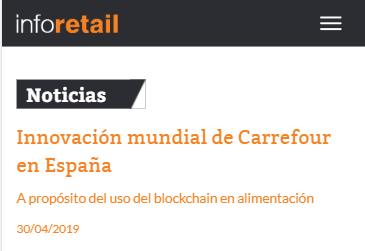 inforetail
Noticias
Innovación mundial de Carrefour
en España
A propósito del uso del blockchain en alimentación
30/04/2019